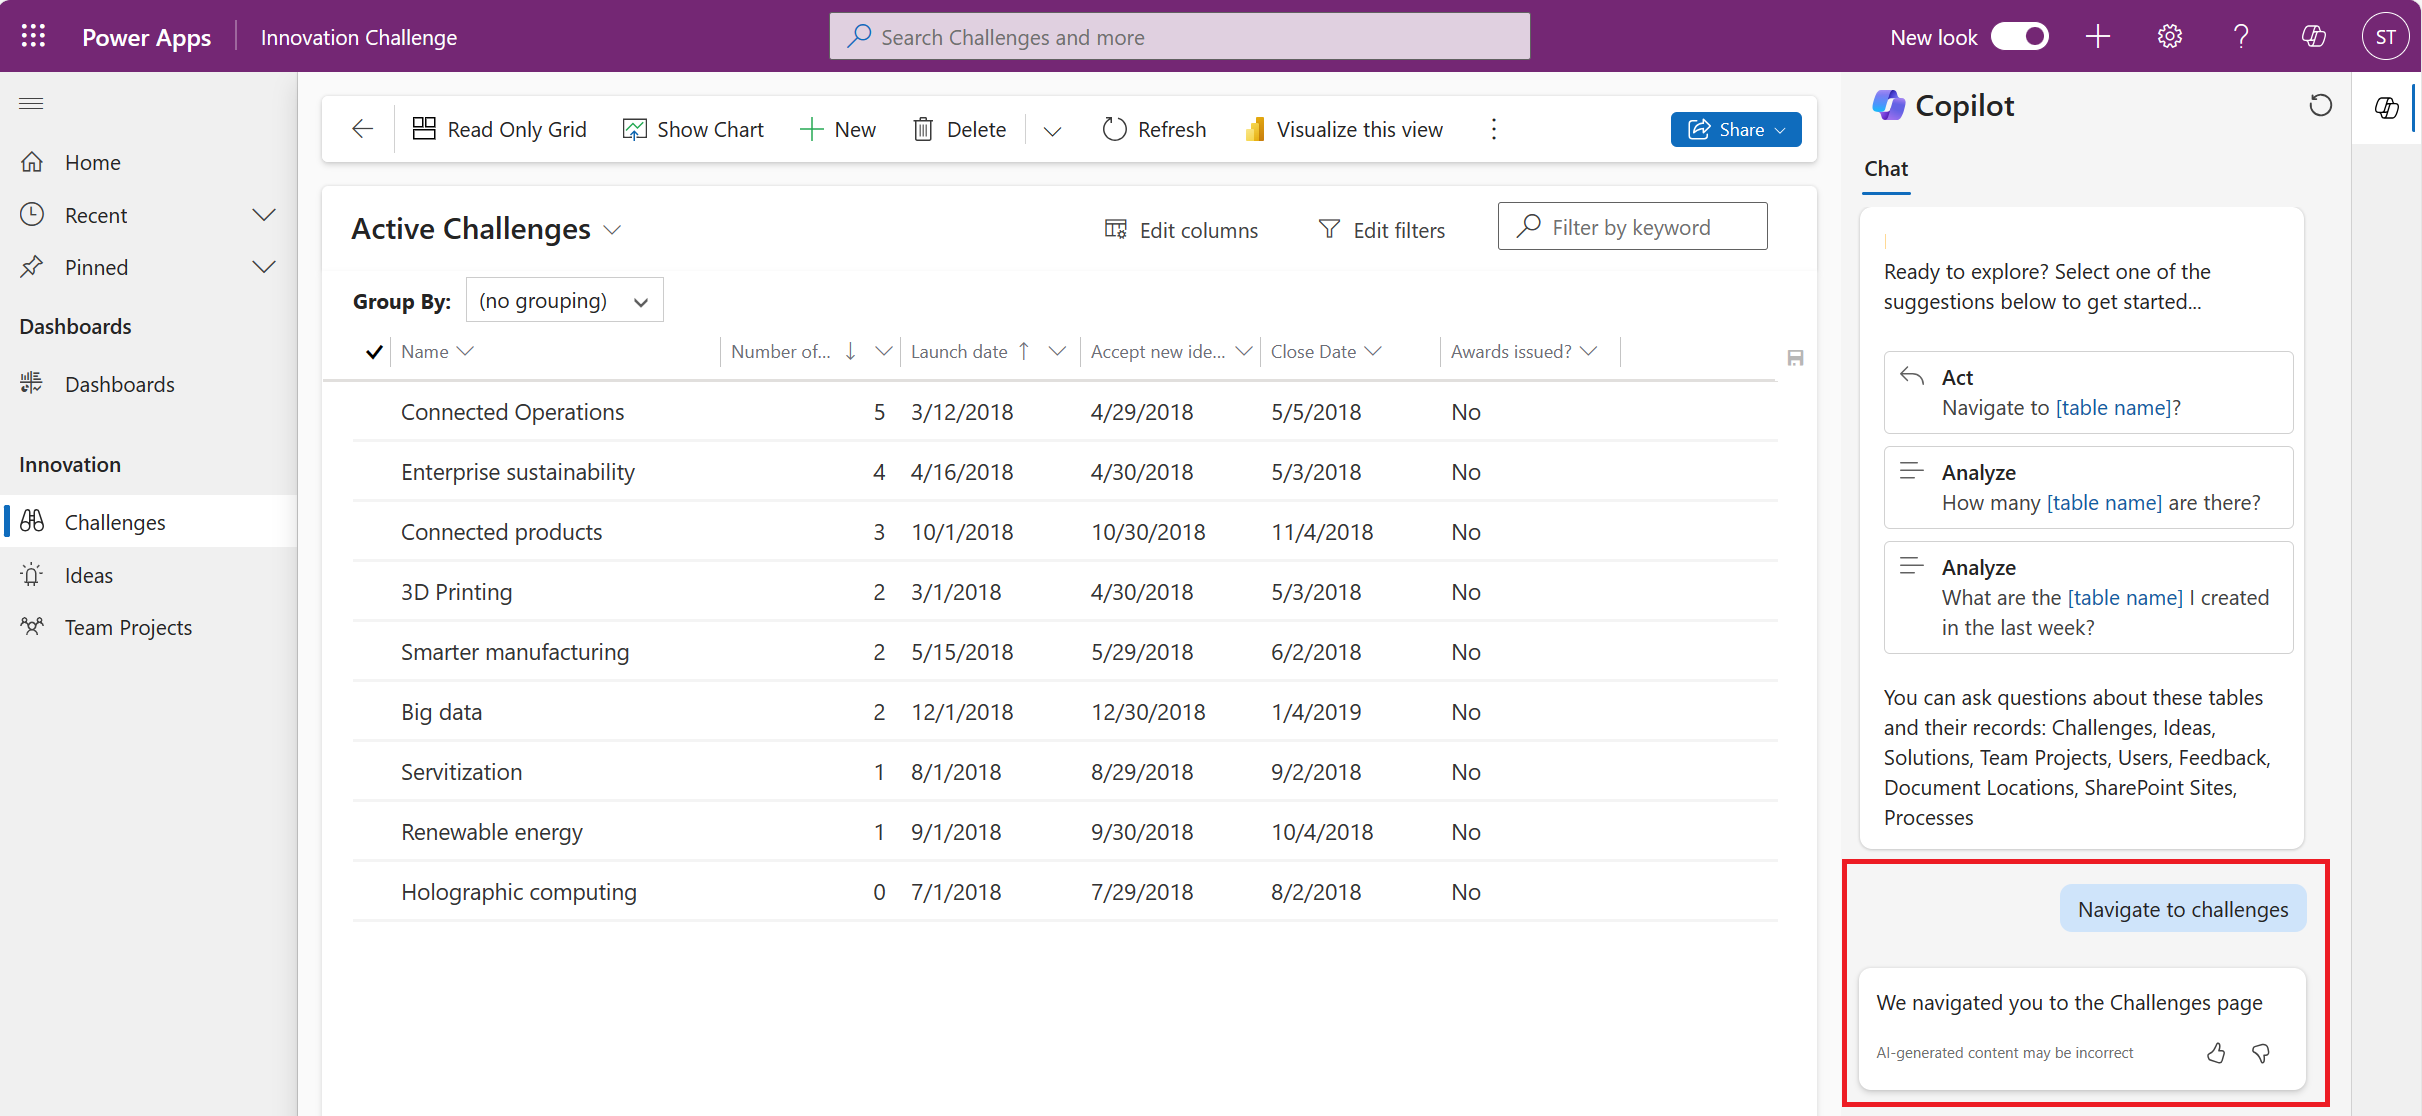 Power Apps
Innovation Challenge
Search Challenges and more
New look
ST
Home
Recent
Pinned
Dashboards
Dashboards
Innovation
Challenges
Ideas
Team Projects
Read Only Grid
Show Chart
New
Delete
Refresh
Visualize this view
Share
Active Challenges
Edit columns
Edit filters
Filter by keyword
Group By: (no grouping)
Name Number of... Launch date Accept new ide... Close Date Awards issued?
Connected Operations 5 3/12/2018 4/29/2018 5/5/2018 No
Enterprise sustainability 4 4/16/2018 4/30/2018 5/3/2018 No
Connected products 3 10/1/2018 10/30/2018 11/4/2018 No
3D Printing 2 3/1/2018 4/30/2018 5/3/2018 No
Smarter manufacturing 2 5/15/2018 5/29/2018 6/2/2018 No
Big data 2 12/1/2018 12/30/2018 1/4/2019 No
Servitization 1 8/1/2018 8/29/2018 9/2/2018 No
Renewable energy 1 9/1/2018 9/30/2018 10/4/2018 No
Holographic computing 0 7/1/2018 7/29/2018 8/2/2018 No
Copilot
Chat
Ready to explore? Select one of the
suggestions below to get started...
Act
Navigate to [table name]?
Analyze
How many [table name] are there?
Analyze
What are the [table name] I created
in the last week?
You can ask questions about these tables
and their records: Challenges, Ideas,
Solutions, Team Projects, Users, Feedback,
Document Locations, SharePoint Sites,
Processes
Navigate to challenges
We navigated you to the Challenges page
AI-generated content may be incorrect